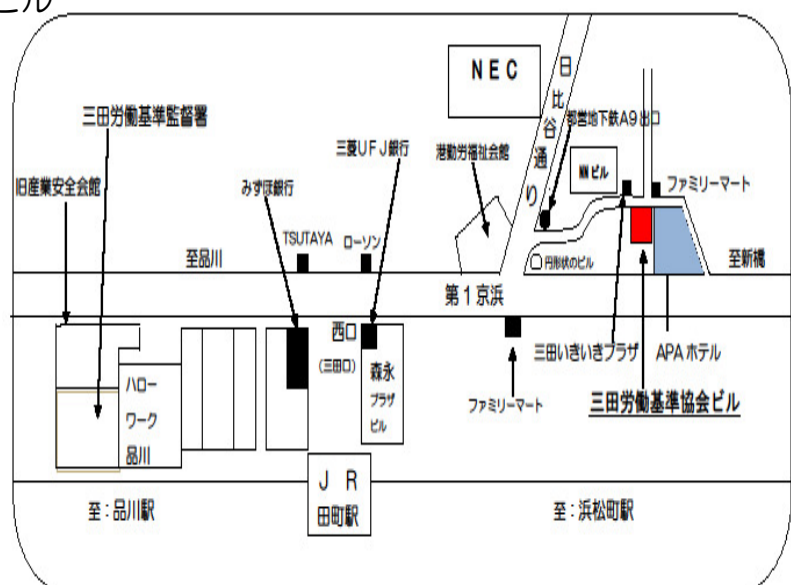 ビル
NEC
日比谷通り
都営地下鉄A9出口
三田労働基準監督署
三菱UFJ銀行
港勤労福祉会館
NNビル
ファミリーマート
旧産業安全会館
みずほ銀行
TSUTAYA
ローソン
至品川
円形状のビル
至新橋
第1京浜
西口
(三田口)
森永
プラザ
ビル
三田いきいきプラザ
APAホテル
ハロー
ワーク
品川
ファミリーマート
三田労働基準協会ビル
JR
田町駅
至:品川駅
至:浜松町駅